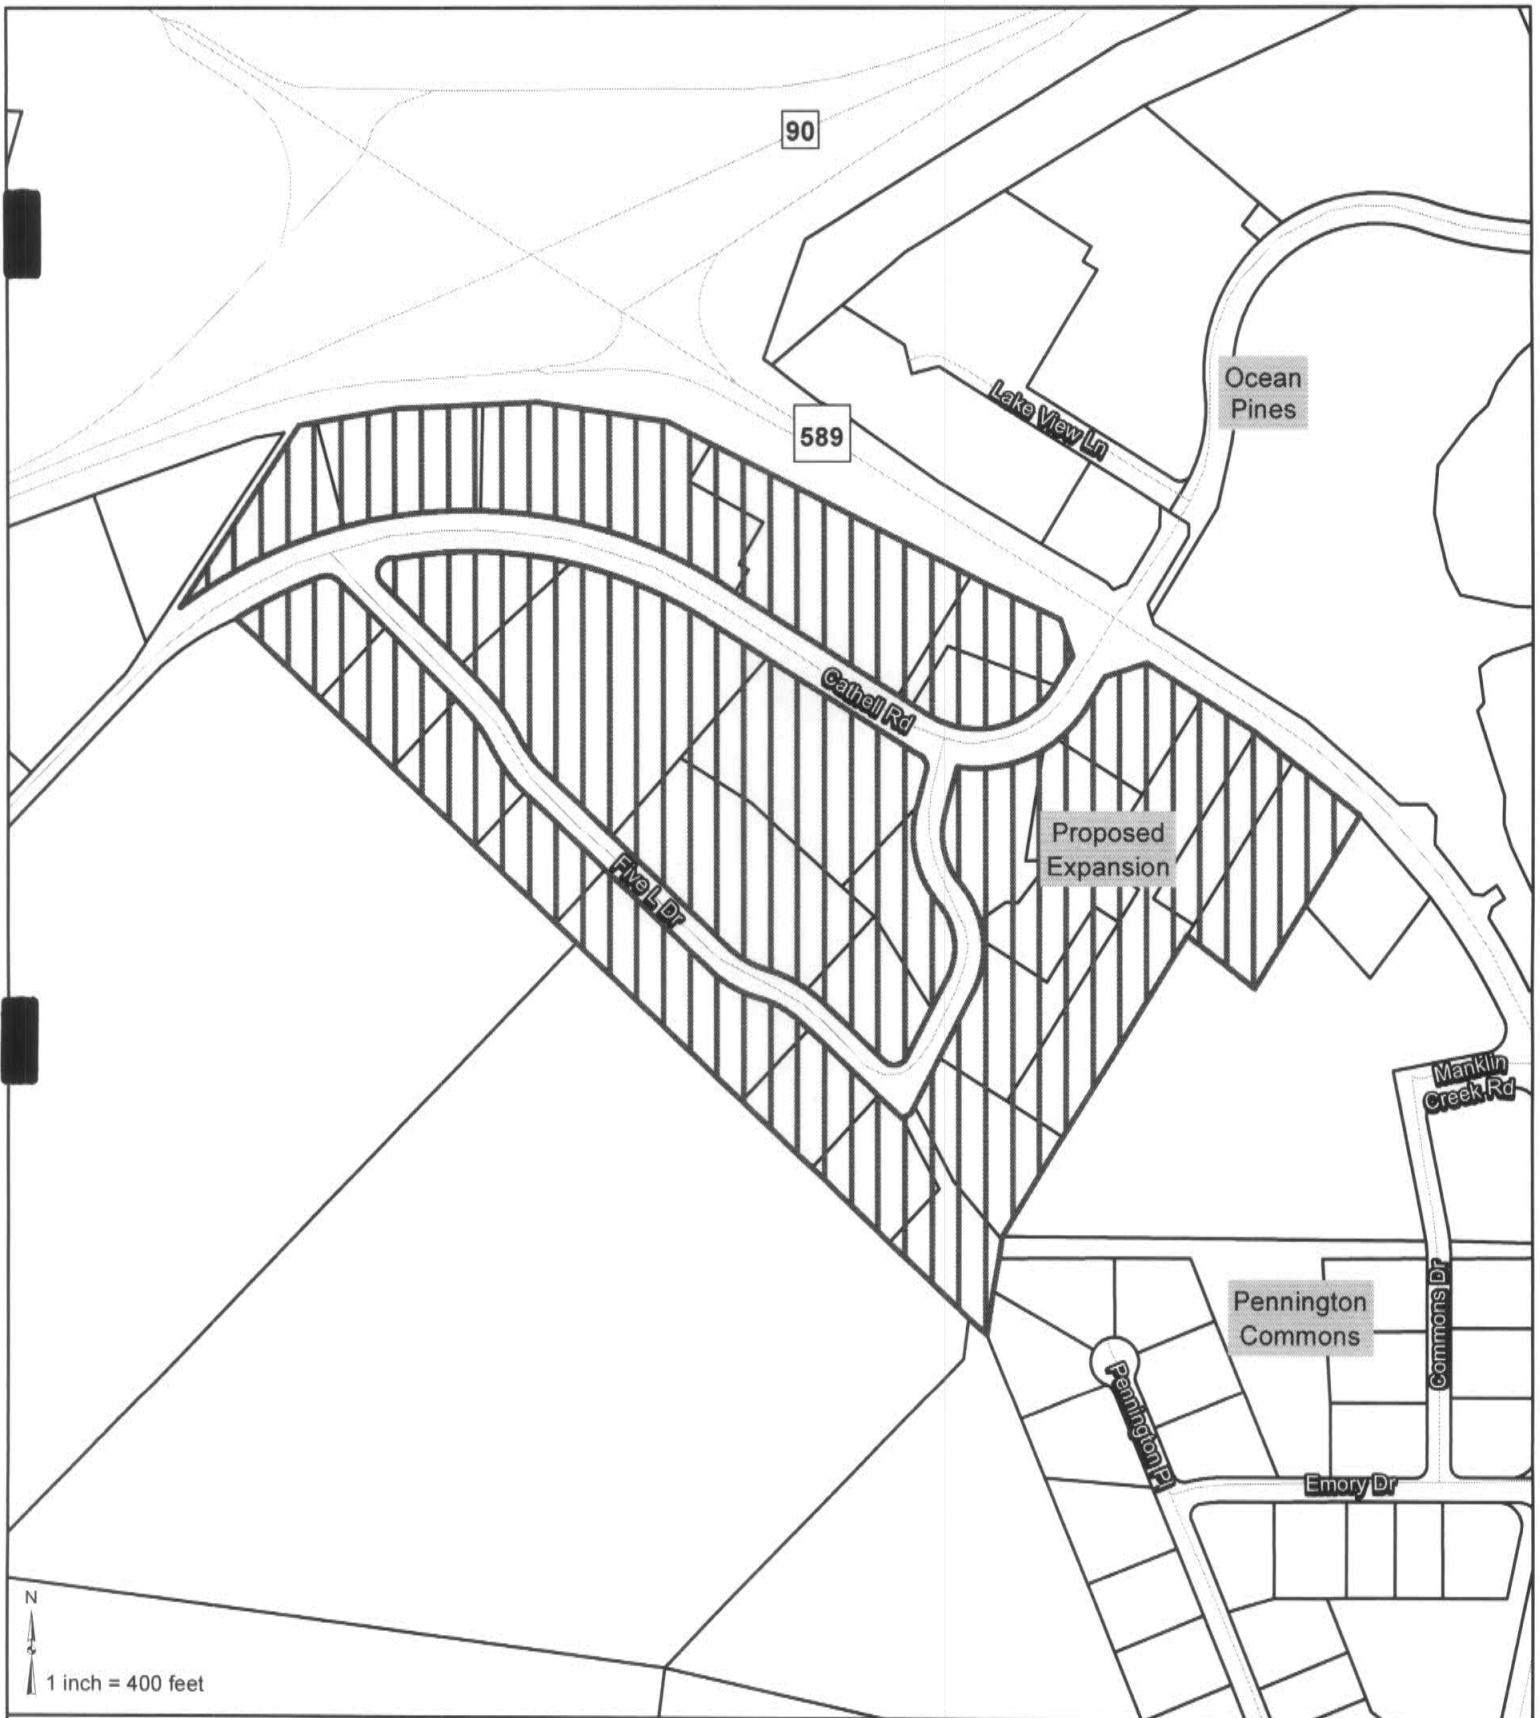 90
Ocean
Pines
Lake View Ln
589
Cathell Rd
Proposed
Expansion
Five L Dr
Manklin
Creek Rd
Pennington
Commons
Commons Dr
Pennington Pl
Emory Dr
N
1 inch = 400 feet